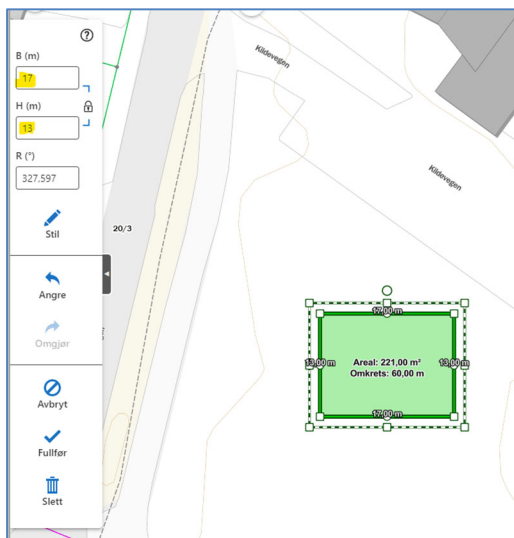 B (m)
17
H (m)
13
R (°)
327,597
Stil
Angre
Omgjør
Avbryt
Fullfør
Slett
Kildevegen
Kildevegen
20/3
17,00 m
13,00 m
Areal: 221,00 m²
Omkrets: 60,00 m
13,00 m
17,00 m